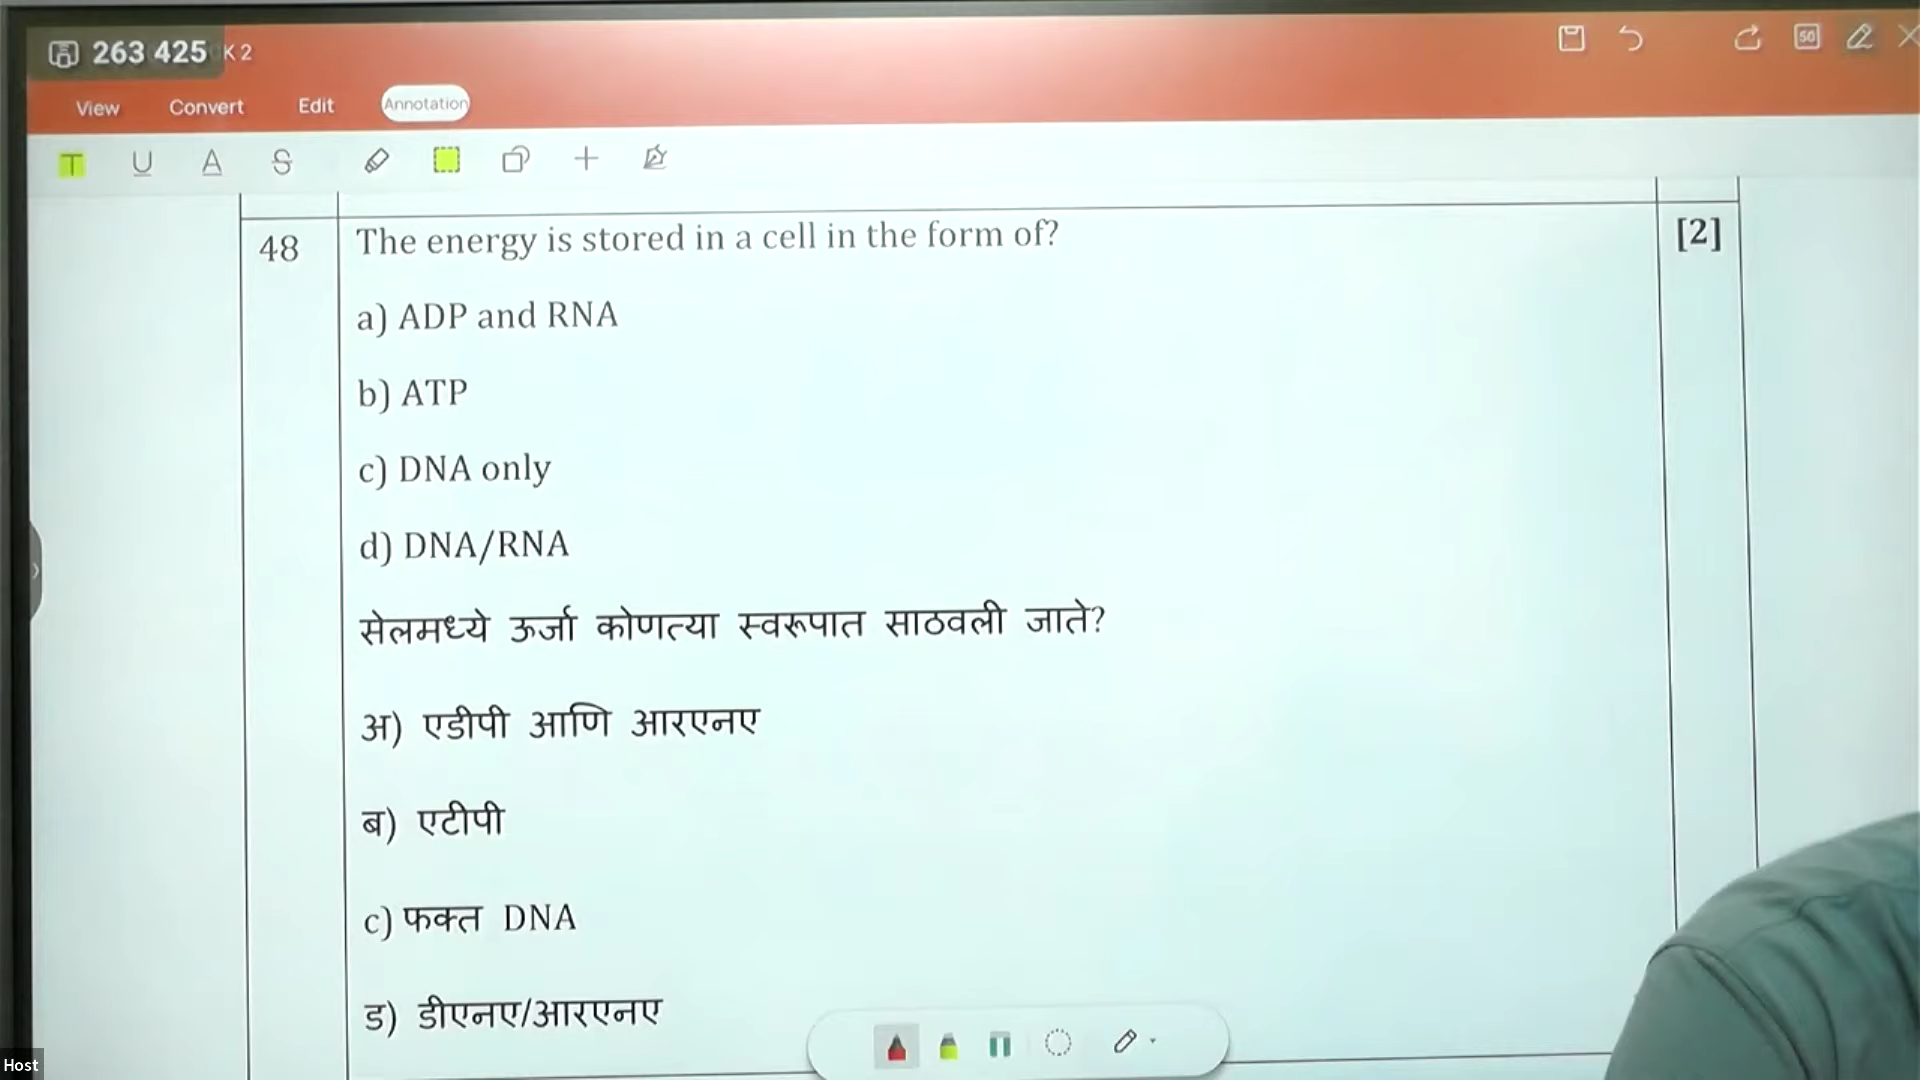 263 425 K 2
View Convert Edit Annotation
50
T U A S
48 The energy is stored in a cell in the form of? [2]
a) ADP and RNA
b) ATP
c) DNA only
d) DNA/RNA
सेलमध्ये ऊर्जा कोणत्या स्वरूपात साठवली जाते?
अ) एडीपी आणि आरएनए
ब) एटीपी
c) फक्त DNA
ड) डीएनए/आरएनए
Host